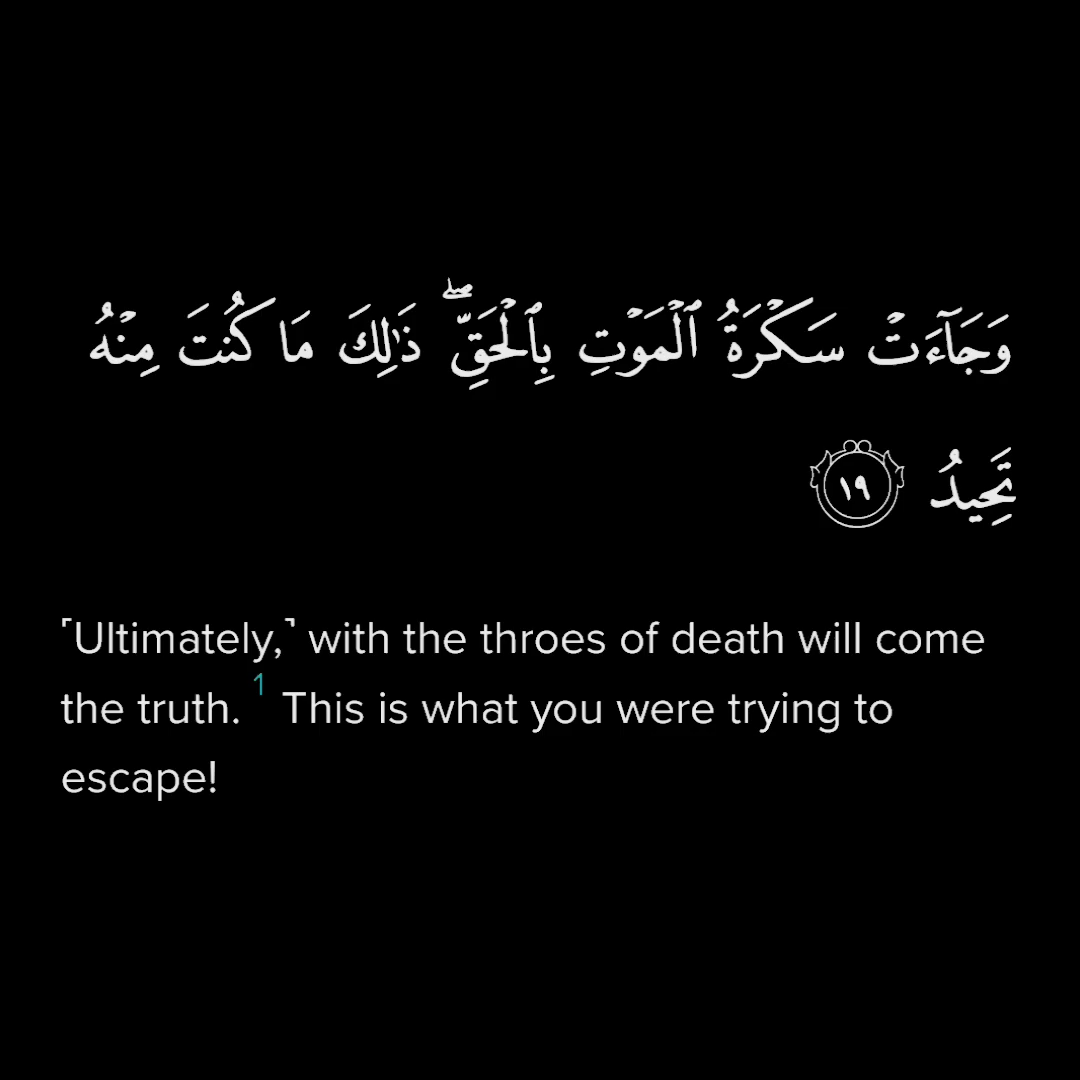 وَجَآءَتْ سَكْرَةُ ٱلْمَوْتِ بِٱلْحَقِّ ۖ ذَٰلِكَ مَا كُنتَ مِنْهُ
تَحِيدُ ١٩
⸢Ultimately,⸣ with the throes of death will come
the truth. 1 This is what you were trying to
escape!